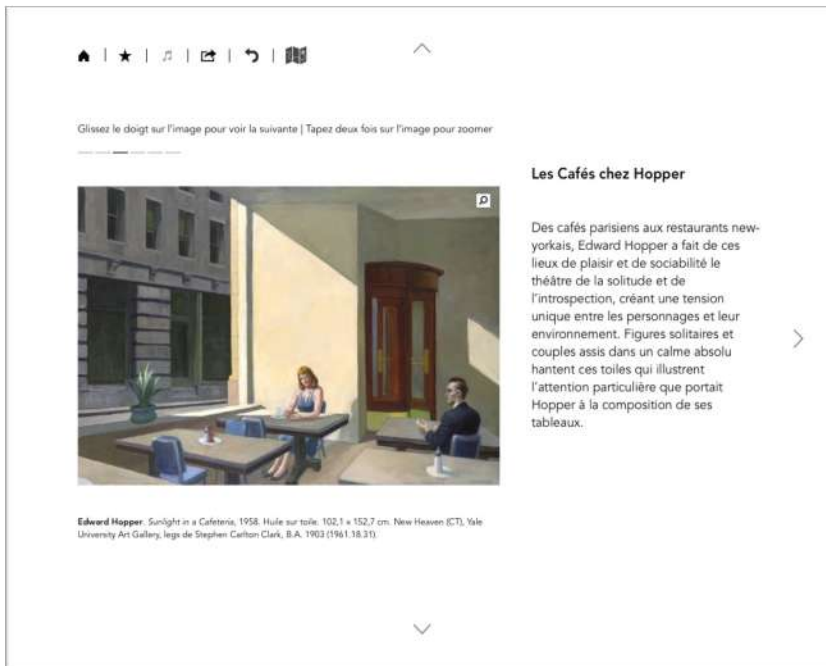 Glissez le doigt sur l'image pour voir la suivante | Tapez deux fois sur l'image pour zoomer
Les Cafés chez Hopper
Des cafés parisiens aux restaurants new-
yorkais, Edward Hopper a fait de ces
lieux de plaisir et de sociabilité le
théâtre de la solitude et de
l'introspection, créant une tension
unique entre les personnages et leur
environnement. Figures solitaires et
couples assis dans un calme absolu
hantent ces toiles qui illustrent
l'attention particulière que portait
Hopper à la composition de ses
tableaux.
Edward Hopper. Sunlight in a Cafeteria, 1958. Huile sur toile. 102,1 x 152,7 cm. New Heaven (CT), Yale
University Art Gallery, legs de Stephen Carlton Clark, B.A. 1903 (1961.18.31).